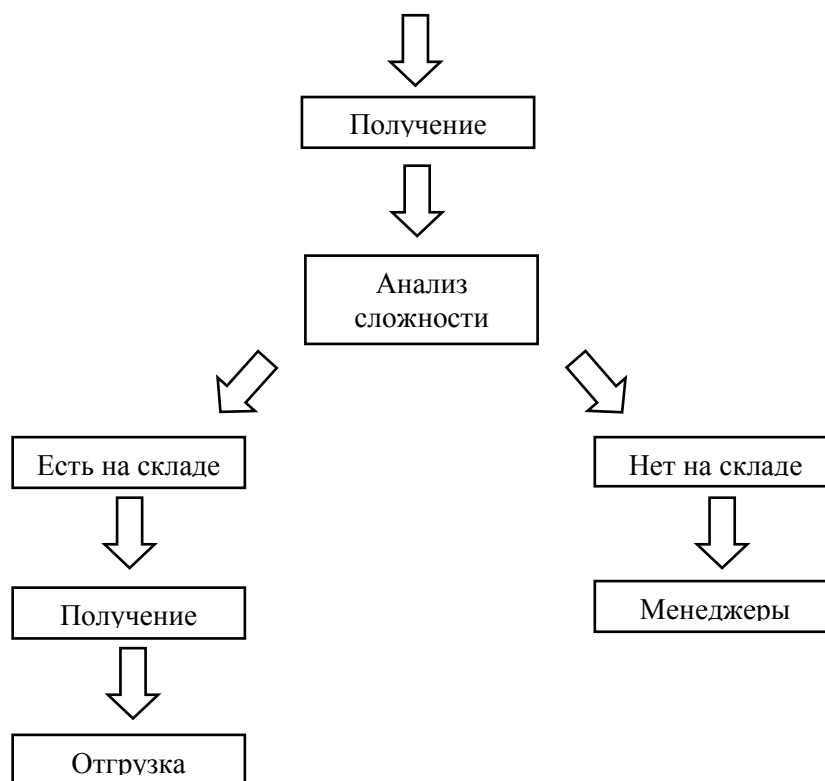 Получение
Анализ
сложности
Есть на складе
Нет на складе
Получение
Менеджеры
Отгрузка